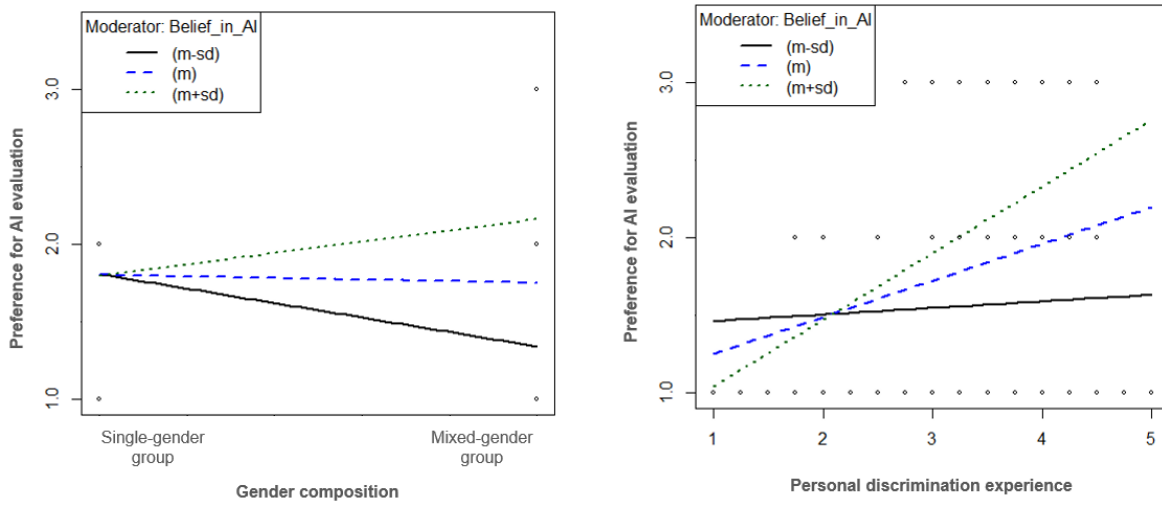 Moderator: Belief_in_AI
(m-sd)
(m)
(m+sd)
Preference for AI evaluation
3.0
2.0
1.0
Single-gender
group
Mixed-gender
group
Gender composition
Moderator: Belief_in_AI
(m-sd)
(m)
(m+sd)
Preference for AI evaluation
3.0
2.0
1.0
1 2 3 4 5
Personal discrimination experience